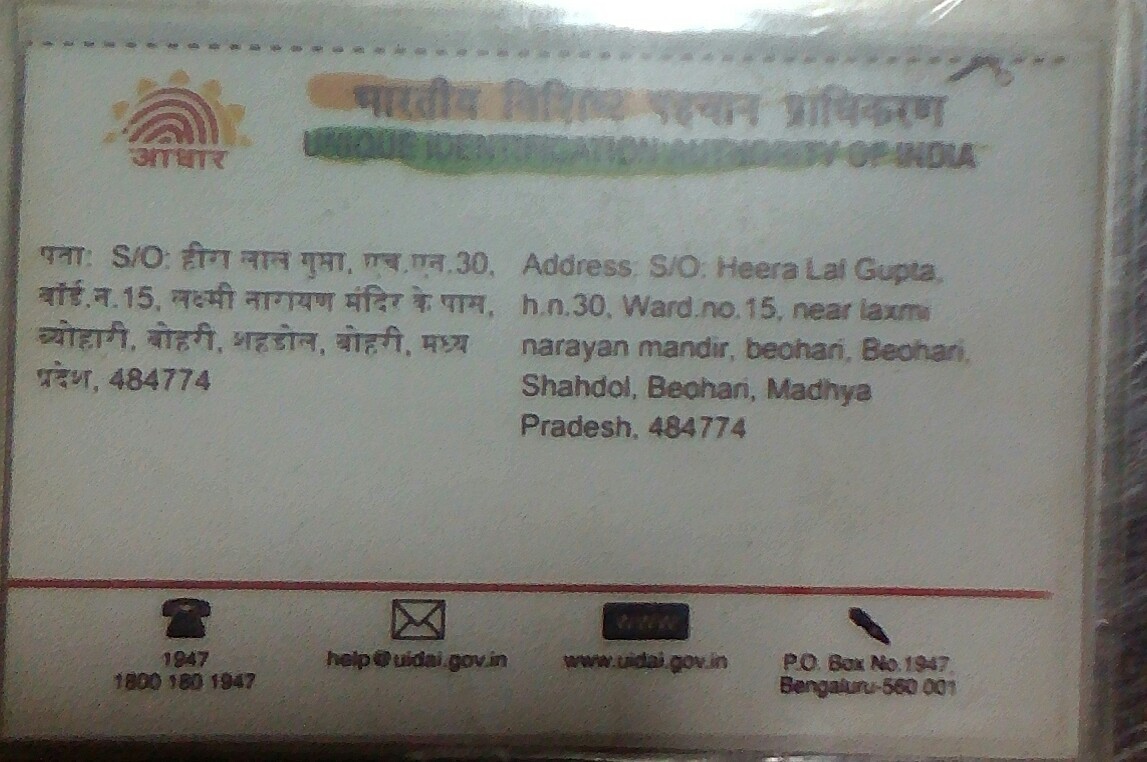 आधार
भारतीय विशिष्ट पहचान प्राधिकरण
UNIQUE IDENTIFICATION AUTHORITY OF INDIA
पता: S/O: हीरा लाल गुप्ता, एच.एन.30,
वॉर्ड.न.15, लक्ष्मी नारायण मंदिर के पास,
ब्योहारी, बोहरी, शहडोल, बोहरी, मध्य
प्रदेश, 484774
Address: S/O: Heera Lal Gupta,
h.n.30, Ward.no.15, near laxmi
narayan mandir, beohari, Beohari,
Shahdol, Beohari, Madhya
Pradesh, 484774
1947
1800 180 1947
help@uidai.gov.in
www
www.uidai.gov.in
P.O. Box No.1947,
Bengaluru-560 001